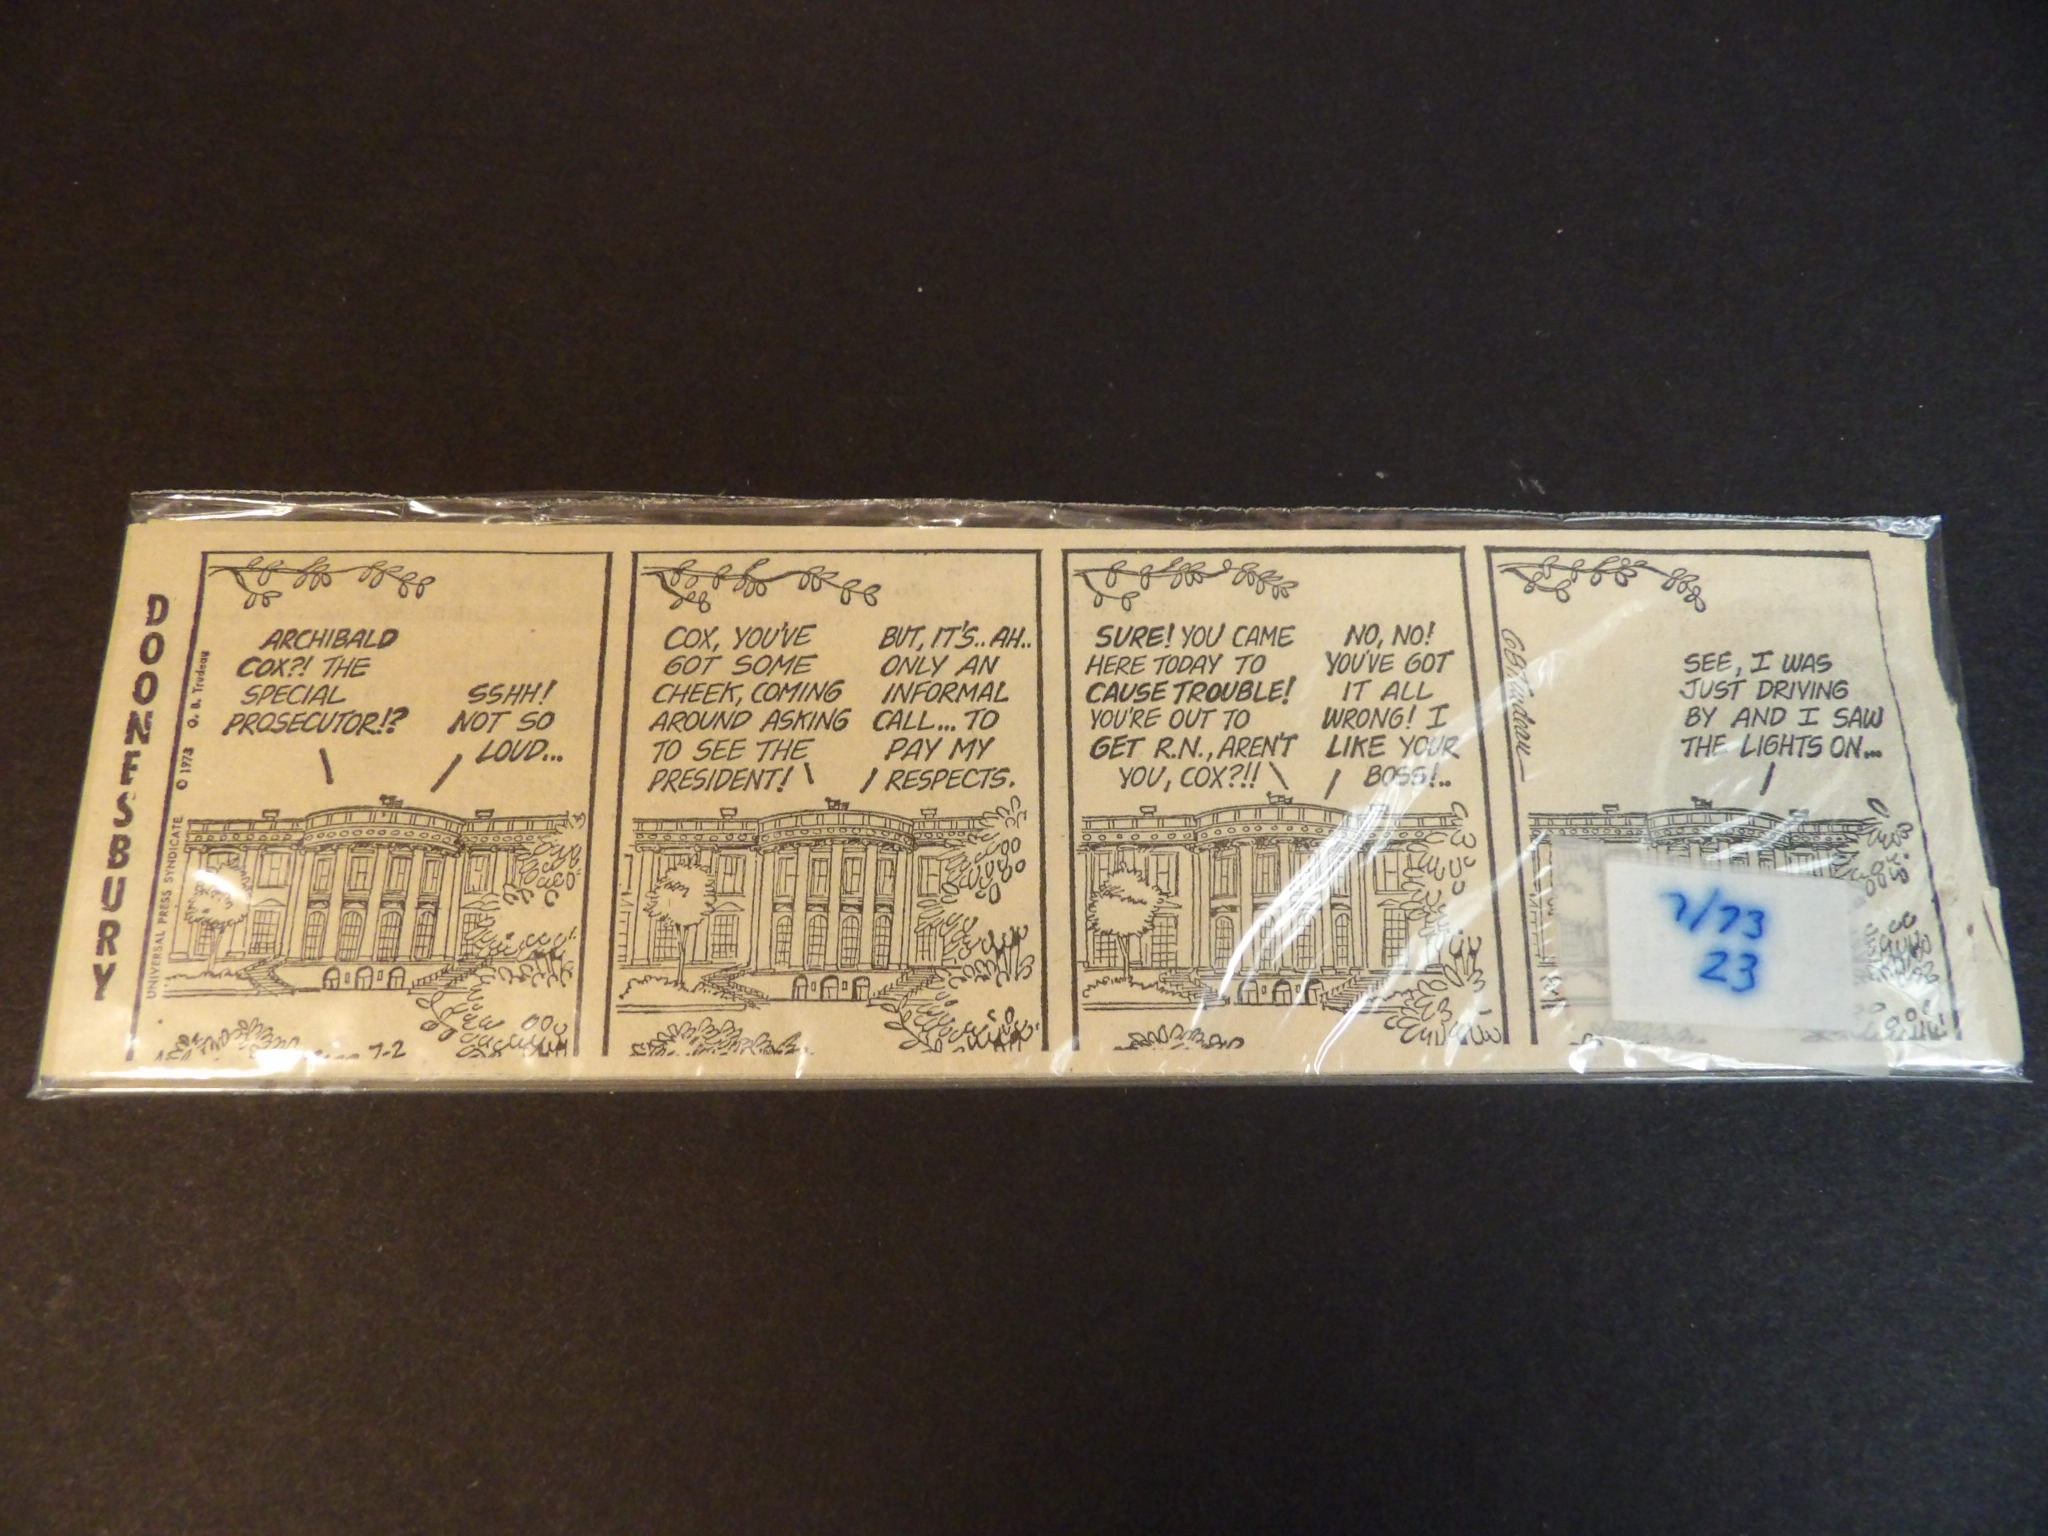 DOONESBURY
UNIVERSAL PRESS SYNDICATE © 1973 G. B. Trudeau
ARCHIBALD
COX?! THE
SPECIAL
PROSECUTOR!?
SSHH!
NOT SO
LOUD...
7-2
COX, YOU'VE
GOT SOME
CHEEK, COMING
AROUND ASKING
TO SEE THE
PRESIDENT!
BUT, IT'S..AH..
ONLY AN
INFORMAL
CALL... TO
PAY MY
RESPECTS.
SURE! YOU CAME
HERE TODAY TO
CAUSE TROUBLE!
YOU'RE OUT TO
GET R.N., AREN'T
YOU, COX?!!
NO, NO!
YOU'VE GOT
IT ALL
WRONG! I
LIKE YOUR
BOSS!..
GBTrudeau
SEE, I WAS
JUST DRIVING
BY AND I SAW
THE LIGHTS ON...
7/73
23